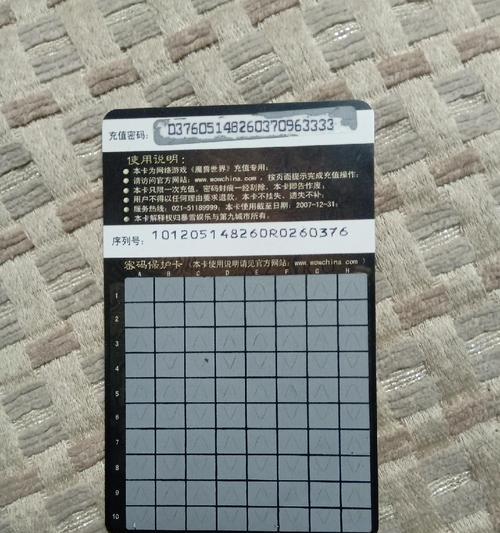 充值密码: 037605148260370963333
使用说明:
● 本卡为网络游戏《魔兽世界》充值专用;
● 请访问官方网站: www.wowchina.com , 按页面提示完成充值操作;
● 本卡只限一次充值, 密码封痕一经刮除, 本卡即告作废;
● 用户不得以任何理由要求退款, 本卡不挂失, 遗失不补;
● 服务热线: 021-51189999; 本卡使用截至日期: 2007-12-31;
● 本卡解释权归暴雪娱乐与第九城市所有.
序列号: 101205148260R0260376
密码保护卡 (本卡使用说明请见官方网站: www.wowchina.com )
A B C D E F G H
1
2
3
4
5
6
7
8
9
10